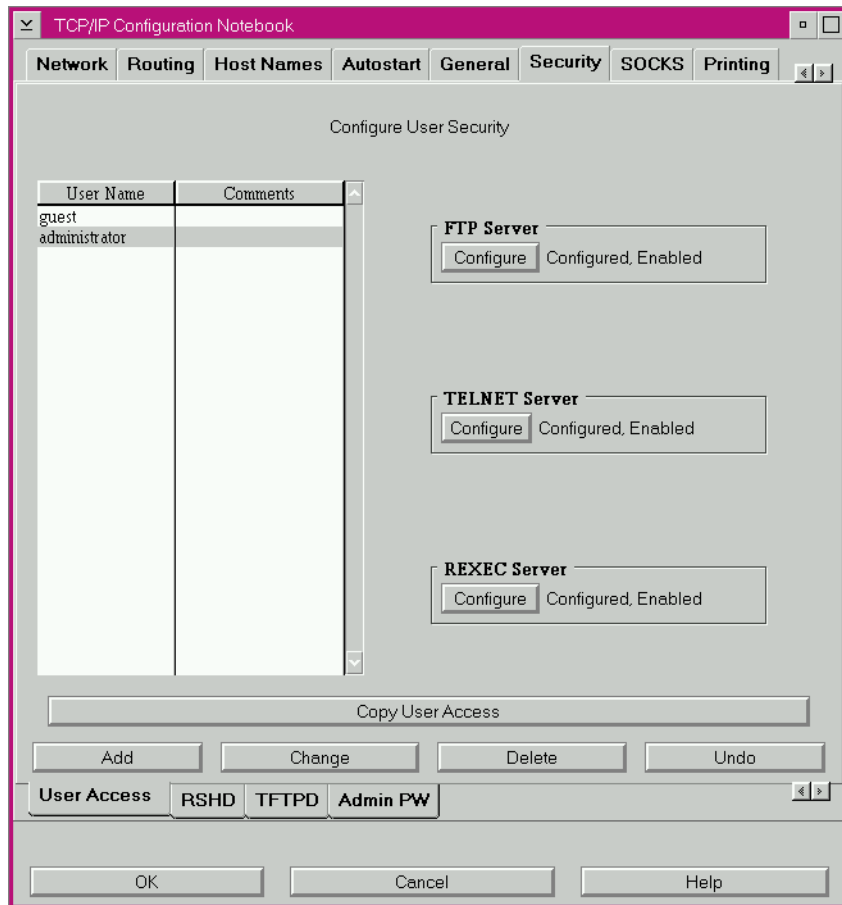 TCP/IP Configuration Notebook
Network Routing Host Names Autostart General Security SOCKS Printing
Configure User Security
User Name Comments
guest
administrator
FTP Server
Configure Configured, Enabled
TELNET Server
Configure Configured, Enabled
REXEC Server
Configure Configured, Enabled
Copy User Access
Add Change Delete Undo
User Access RSHD TFTPD Admin PW
OK Cancel Help